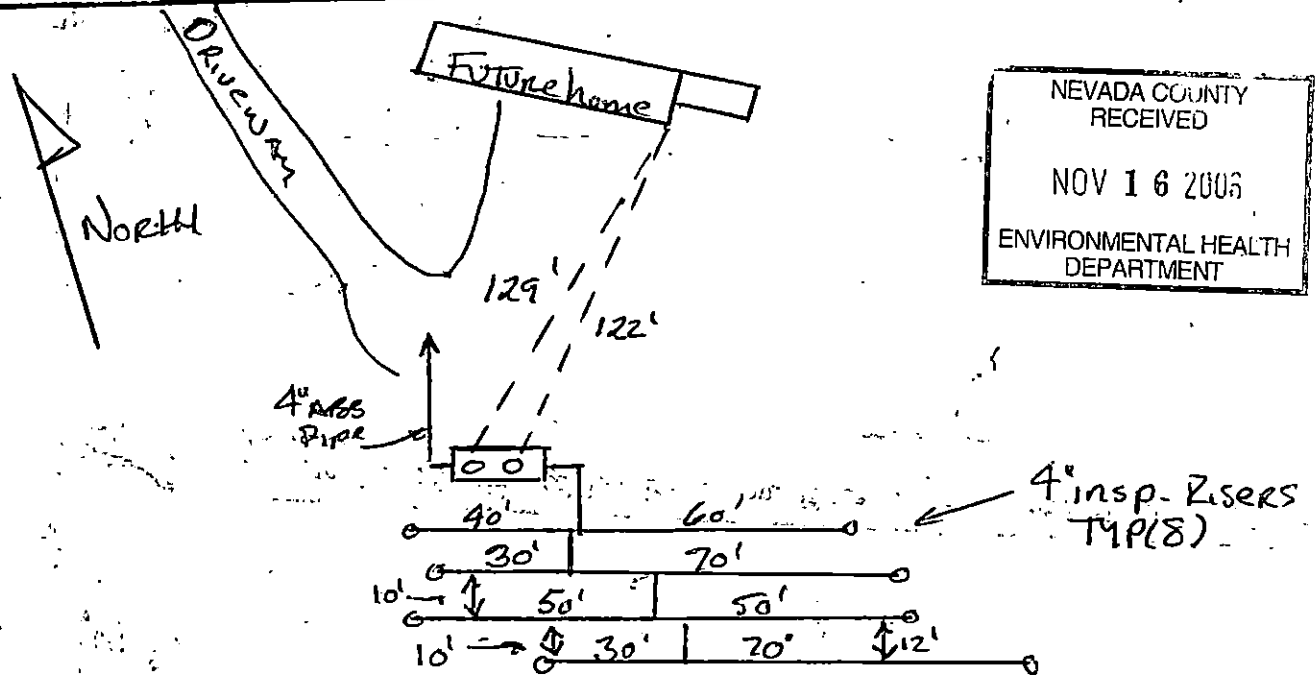 DRIVEWAY
Future home
NEVADA COUNTY
RECEIVED
NOV 16 2006
ENVIRONMENTAL HEALTH
DEPARTMENT
NORTH
129'
122'
4" ABS
Pipe
4" insp. Risers
TYP(8)
40' 60'
30' 70'
10' 50' 50'
10' 30' 70' 12'